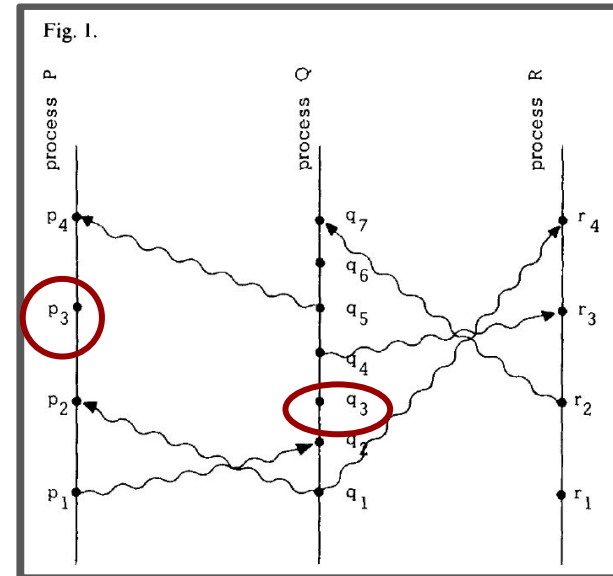 Fig. 1.
process P
process Q
process R
p4
q7
r4
q6
p3
q5
r3
q4
p2
q3
r2
q2
p1
q1
r1